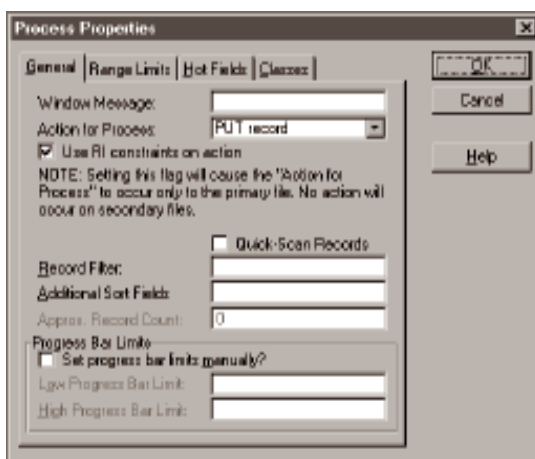 Process Properties
General Range Limits Hot Fields Classes
OK
Cancel
Help
Window Message:
Action for Process: PUT record
Use RI constraints on action
NOTE: Setting this flag will cause the "Action for
Process" to occur only to the primary file. No action will
occur on secondary files.
Quick-Scan Records
Record Filter:
Additional Sort Fields
Approx. Record Count: 0
Progress Bar Limits
Set progress bar limits manually?
Low Progress Bar Limit:
High Progress Bar Limit: